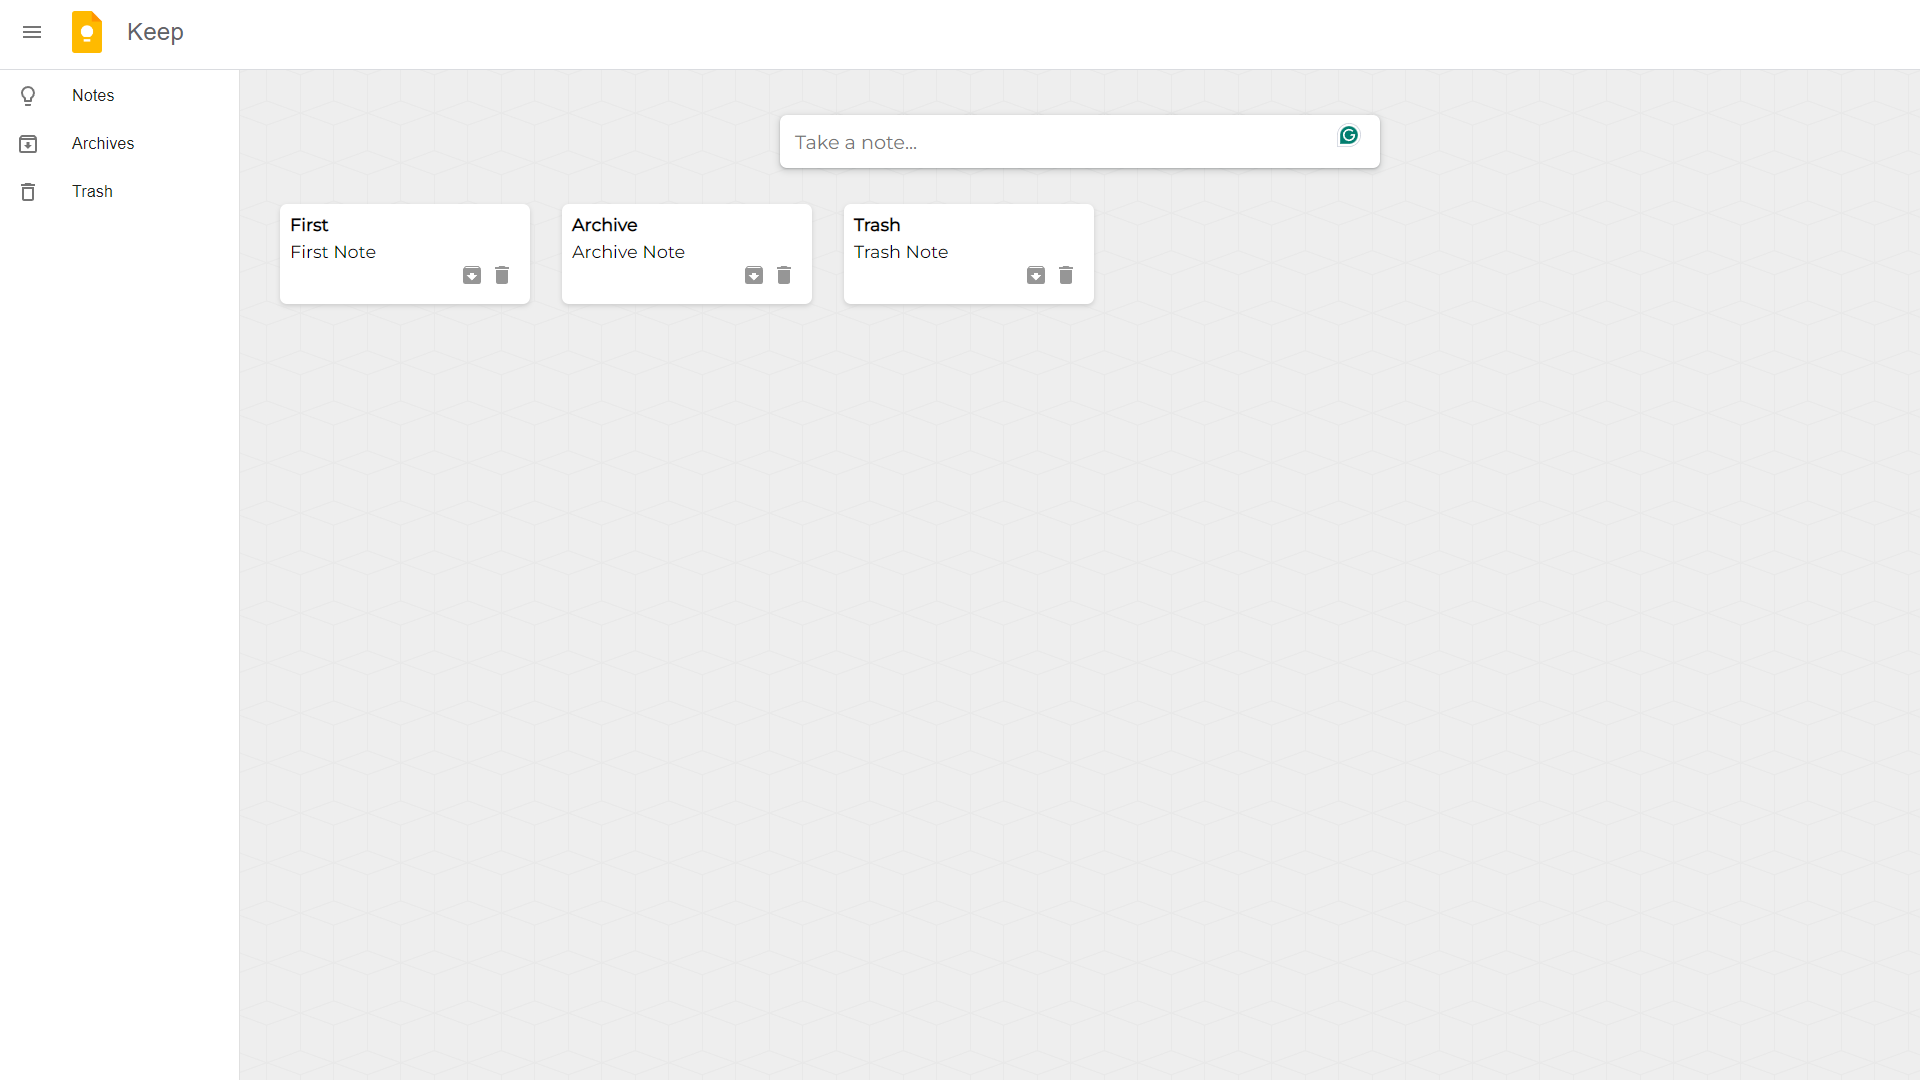 Keep
Notes
Archives
Trash
Take a note...
First
First Note
Archive
Archive Note
Trash
Trash Note